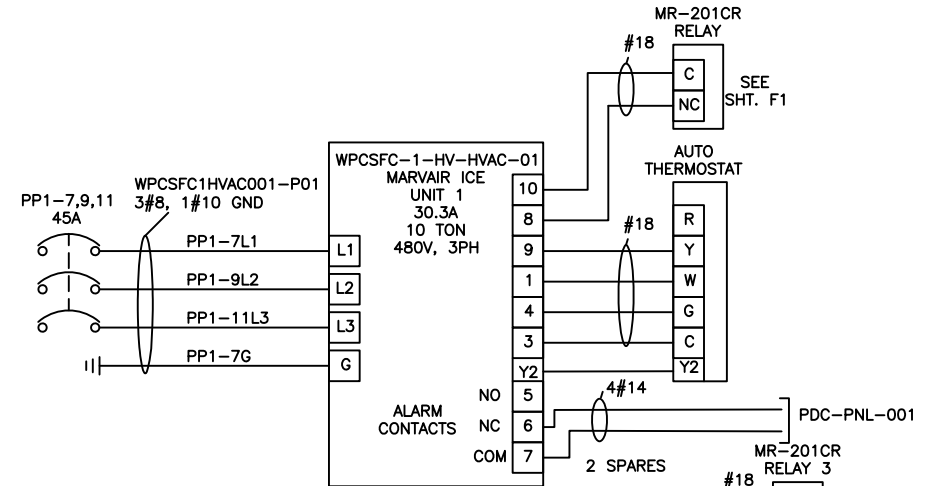 MR-201CR
RELAY
#18
C
NC
SEE
SHT. F1
WPCSFC-1-HV-HVAC-01
MARVAIR ICE
UNIT 1
30.3A
10 TON
480V, 3PH
AUTO
THERMOSTAT
PP1-7,9,11
45A
WPCSFC1HVAC001-P01
3#8, 1#10 GND
PP1-7L1
PP1-9L2
PP1-11L3
PP1-7G
L1
L2
L3
G
10
8
9
1
4
3
Y2
5
6
7
#18
R
Y
W
G
C
Y2
NO
NC
COM
ALARM
CONTACTS
4#14
2 SPARES
PDC-PNL-001
MR-201CR
RELAY 3
#18